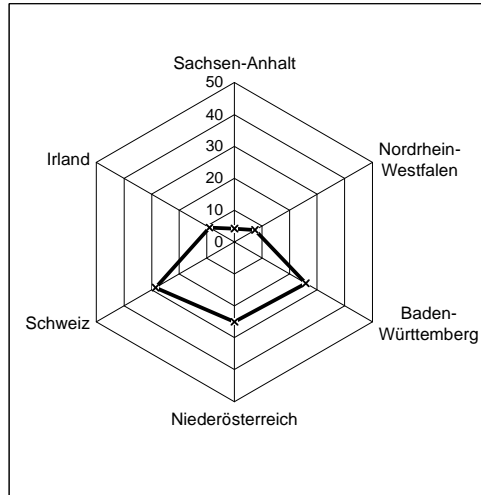 Sachsen-Anhalt
50
40
30
20
10
0
Nordrhein-
Westfalen
Baden-
Württemberg
Niederösterreich
Schweiz
Irland